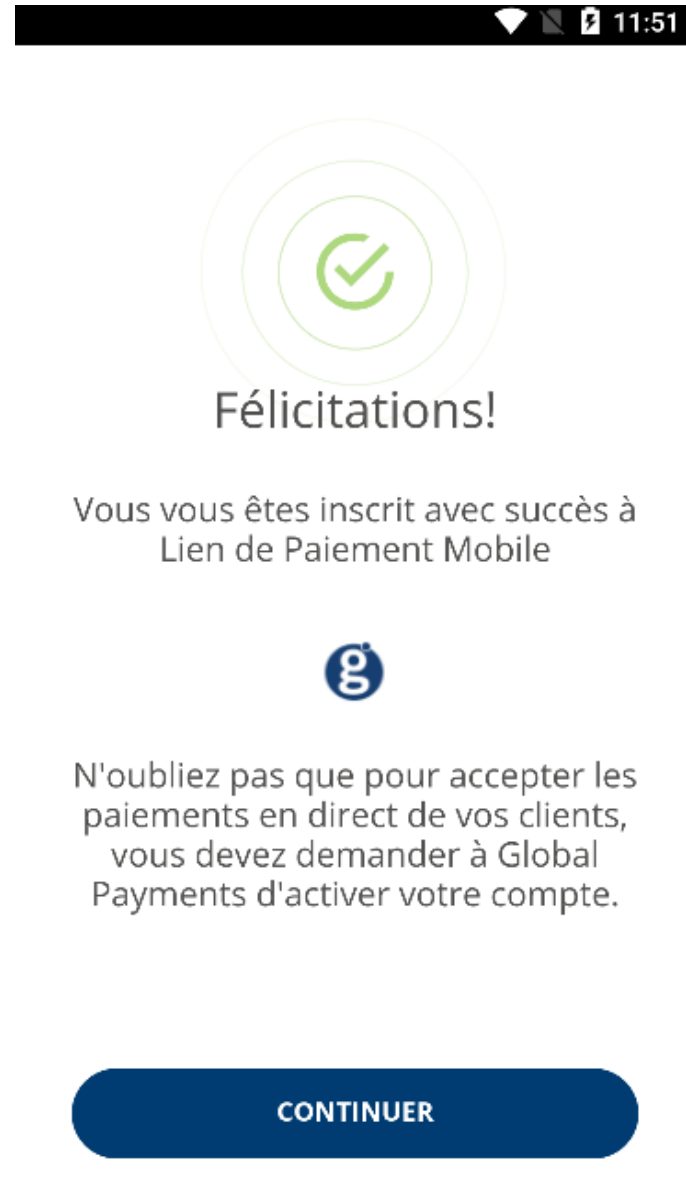 11:51
Félicitations!
Vous vous êtes inscrit avec succès à
Lien de Paiement Mobile
g
N'oubliez pas que pour accepter les
paiements en direct de vos clients,
vous devez demander à Global
Payments d'activer votre compte.
CONTINUER